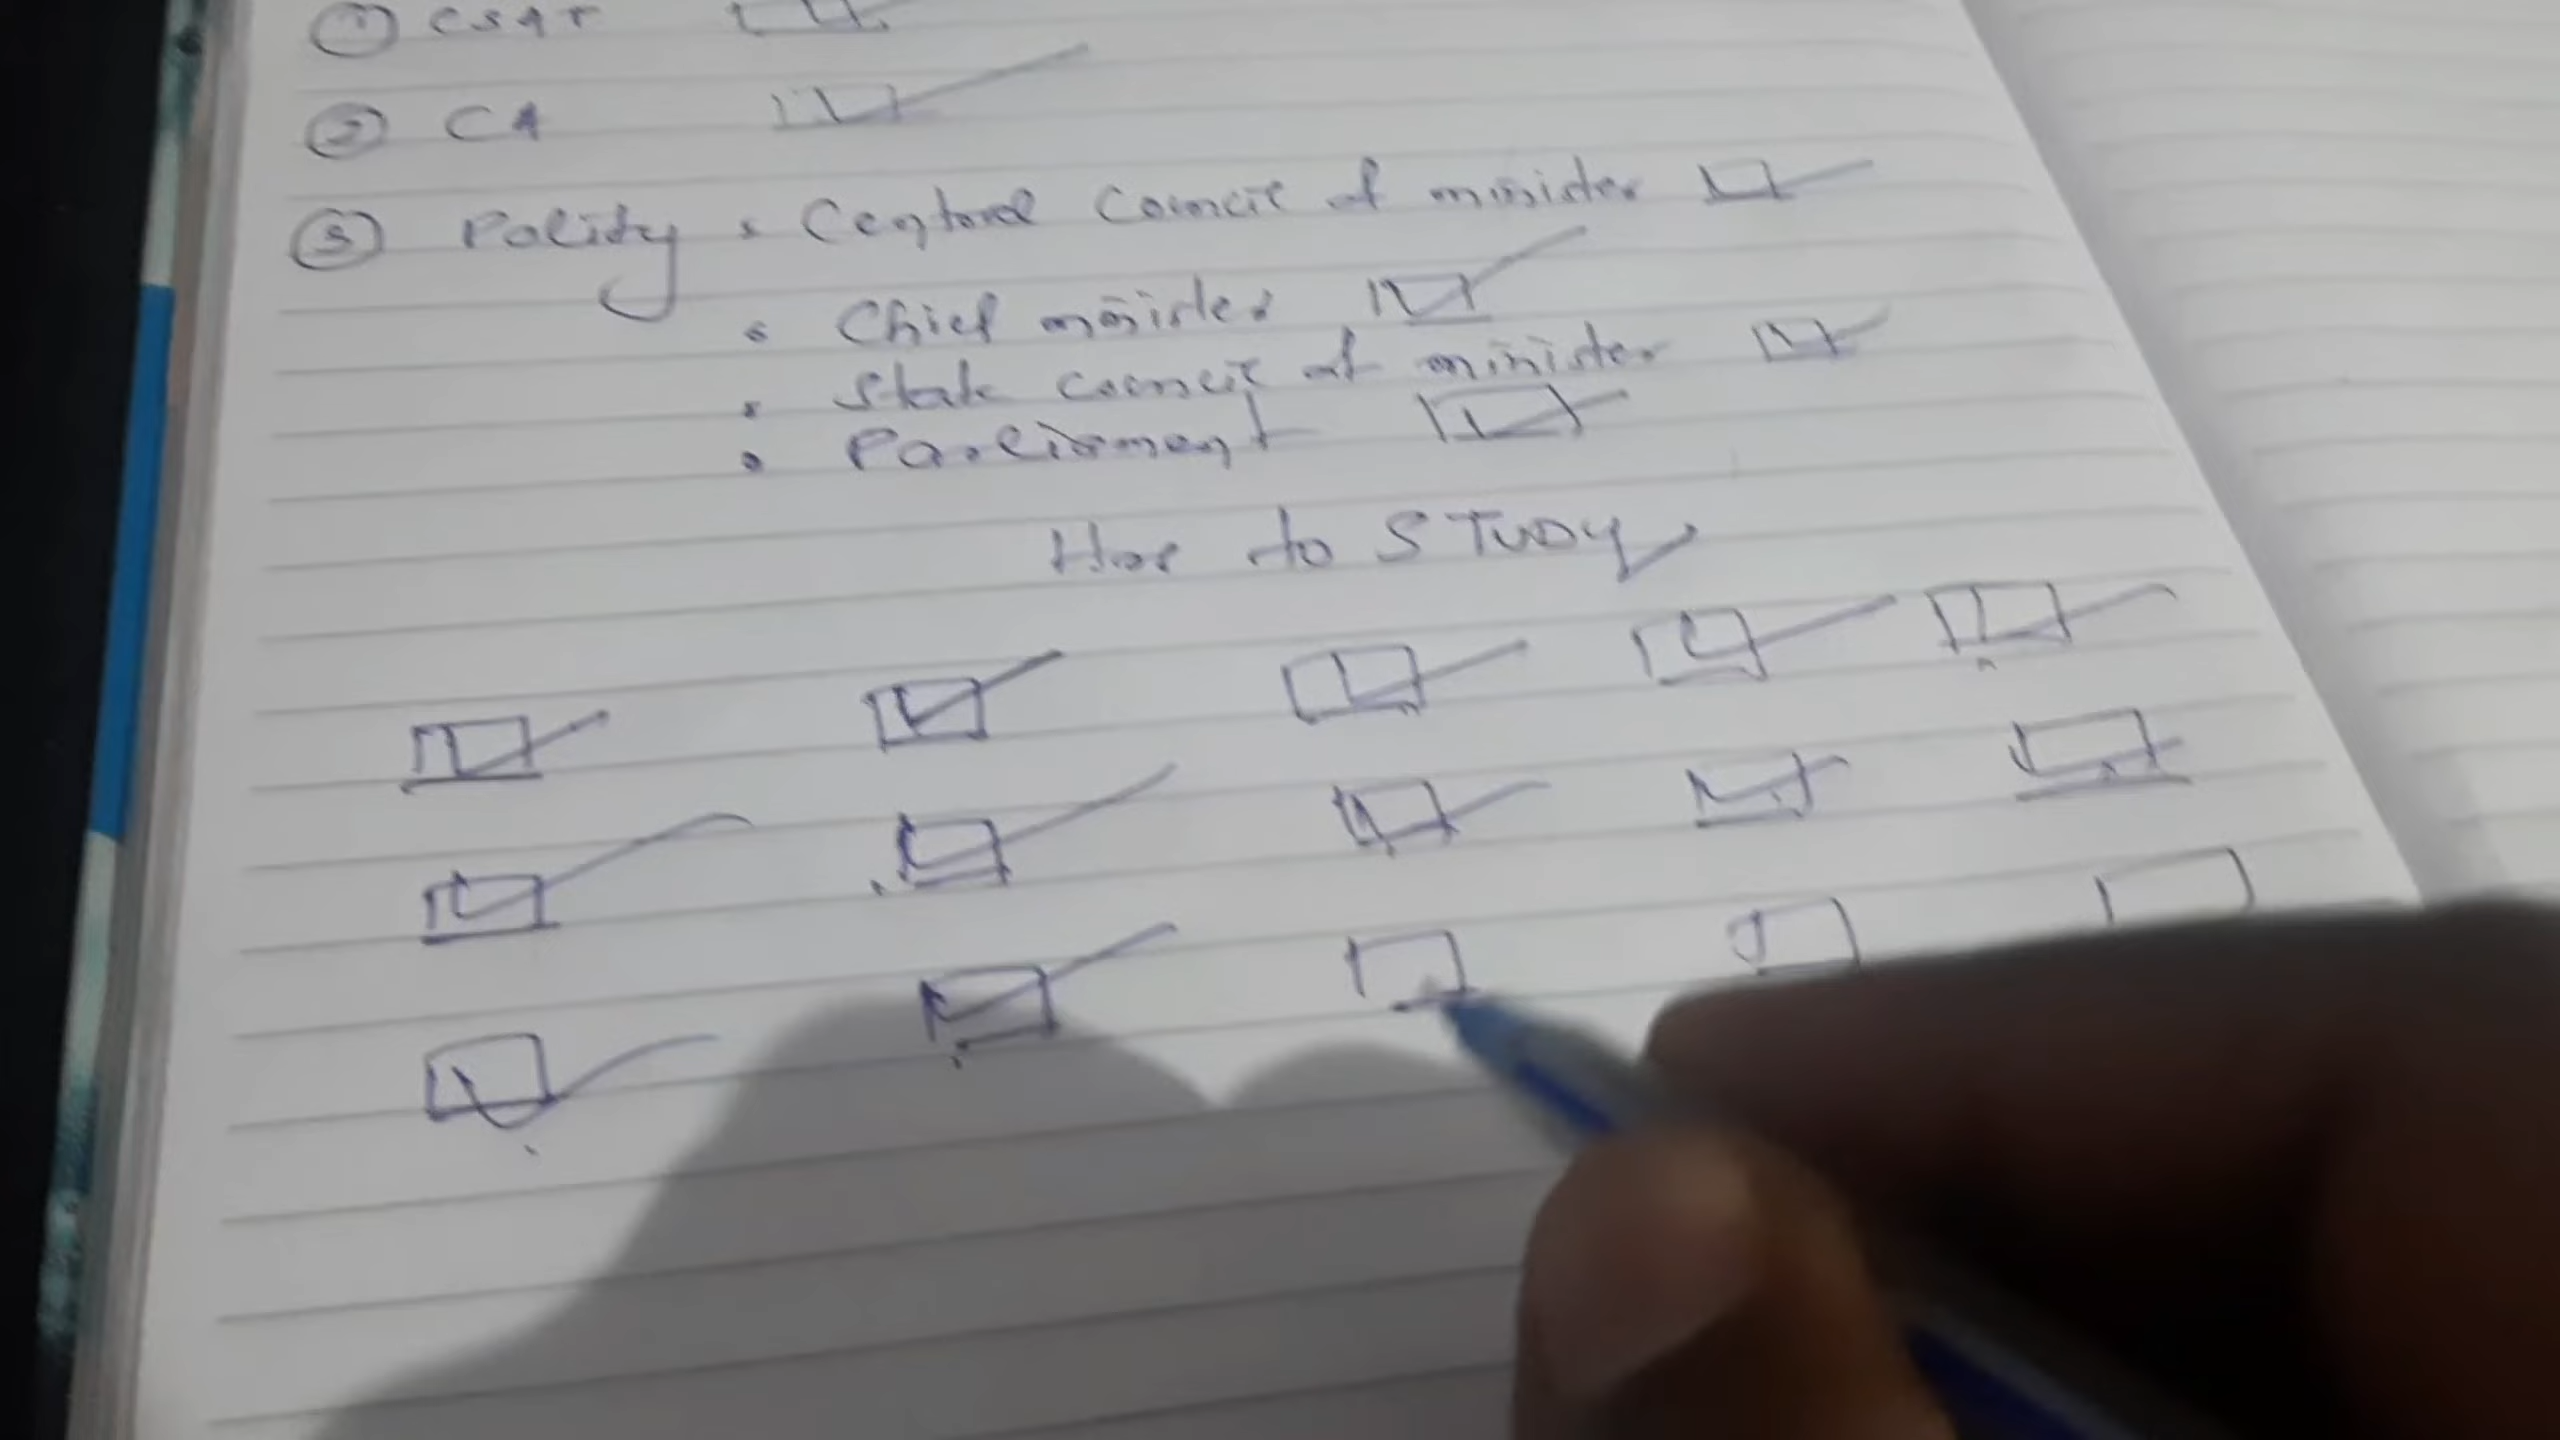 ① CSAT
② CA
③ Polity • Central Council of minister
• Chief minister
• State council of minister
• Parliament
How to STUDY